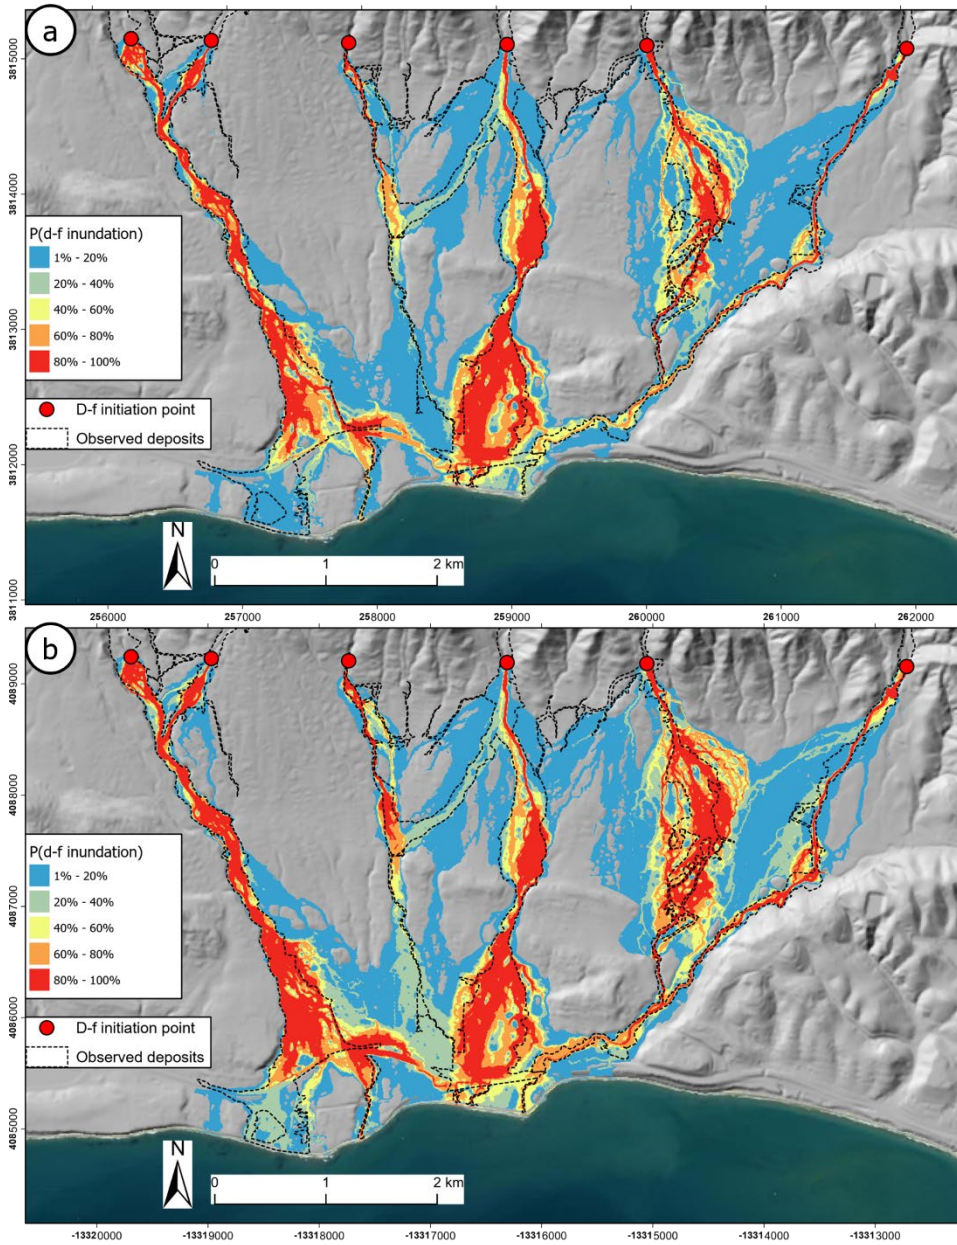 a
3815000
3814000
3813000
3812000
3811000
P(d-f inundation)
1% - 20%
20% - 40%
40% - 60%
60% - 80%
80% - 100%
D-f initiation point
Observed deposits
N
0 1 2 km
256000 257000 258000 259000 260000 261000 262000
b
4089000
4088000
4087000
4086000
4085000
P(d-f inundation)
1% - 20%
20% - 40%
40% - 60%
60% - 80%
80% - 100%
D-f initiation point
Observed deposits
N
0 1 2 km
-13320000 -13319000 -13318000 -13317000 -13316000 -13315000 -13314000 -13313000